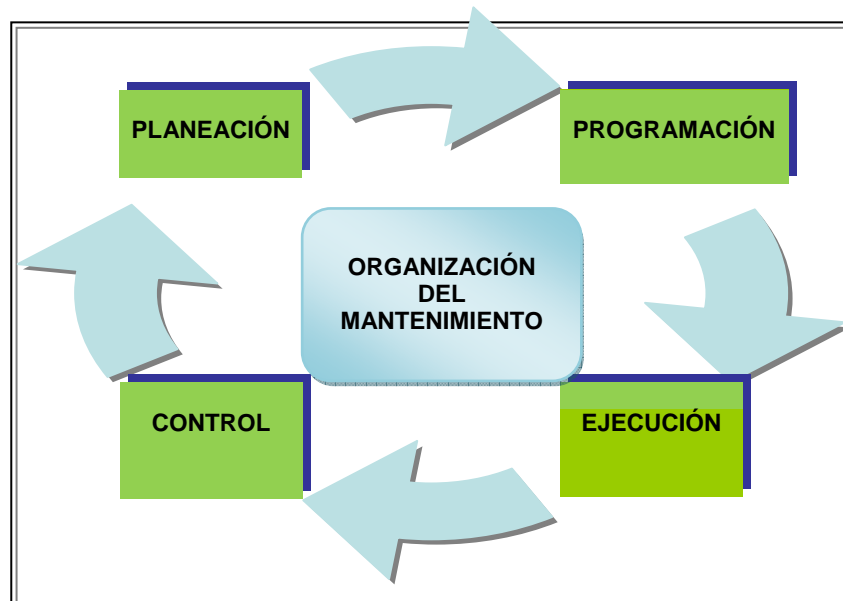 PLANEACIÓN
PROGRAMACIÓN
ORGANIZACIÓN
DEL
MANTENIMIENTO
CONTROL
EJECUCIÓN